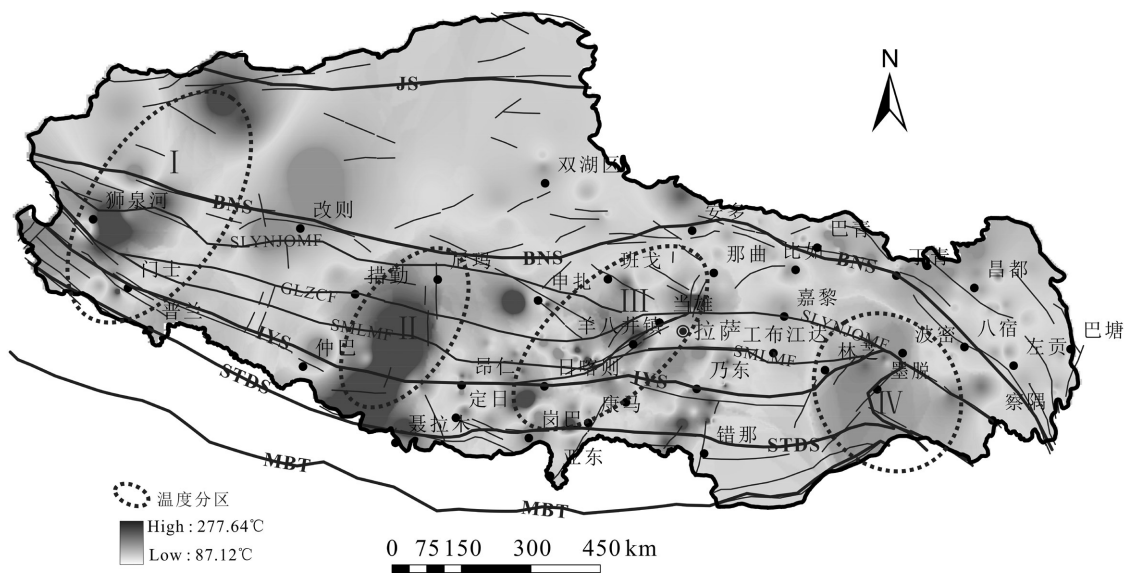 N
JS
I
双湖区
狮泉河
BNS
改则
安多
巴青
SLYNJOMF
BNS
班戈
那曲
比如
BNS
丁青
昌都
门士
措勤
尼玛
申扎
III
当雄
嘉黎
SLYNJOMF
八宿
巴塘
普兰
GLZCF
II
羊八井镇
拉萨
工布江达
波密
左贡
SMLMF
SMLMF
IYS
仲巴
昂仁
日喀则
IYS
乃东
林芝
墨脱
STDS
定日
康马
IV
察隅
聂拉木
岗巴
错那
STDS
MBT
亚东
MBT
温度分区
High : 277.64℃
Low : 87.12℃
0 75 150 300 450 km